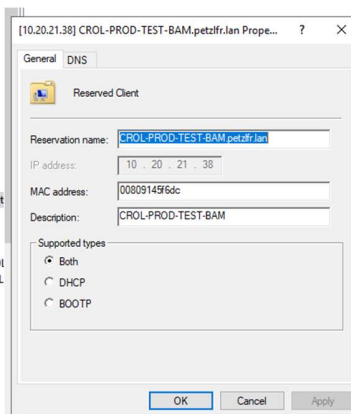 [10.20.21.38] CROL-PROD-TEST-BAM.petzlfr.lan Prope...
General DNS
Reserved Client
Reservation name: CROL-PROD-TEST-BAM.petzlfr.lan
IP address: 10 . 20 . 21 . 38
MAC address: 00809145f6dc
Description: CROL-PROD-TEST-BAM
Supported types
Both
DHCP
BOOTP
OK Cancel Apply